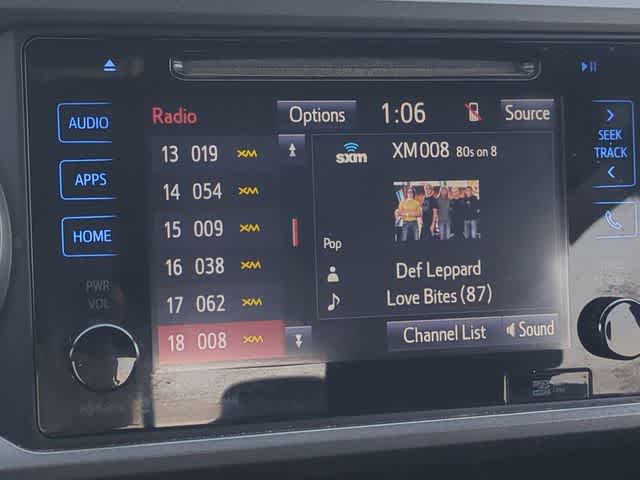 AUDIO
APPS
HOME
PWR
VOL
Radio
Options
1:06
Source
13 019 XM
14 054 XM
15 009 XM
16 038 XM
17 062 XM
18 008 XM
sxm
XM008 80s on 8
Pop
Def Leppard
Love Bites (87)
Channel List
Sound
SEEK
TRACK